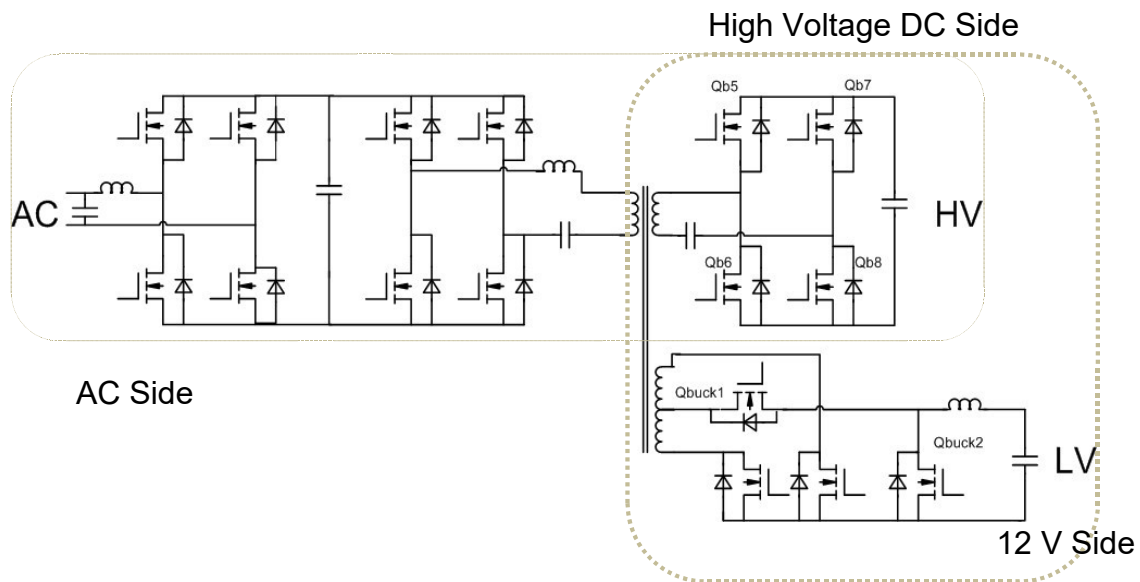 High Voltage DC Side
Qb5
Qb7
AC
HV
Qb6
Qb8
AC Side
Qbuck1
Qbuck2
LV
12 V Side